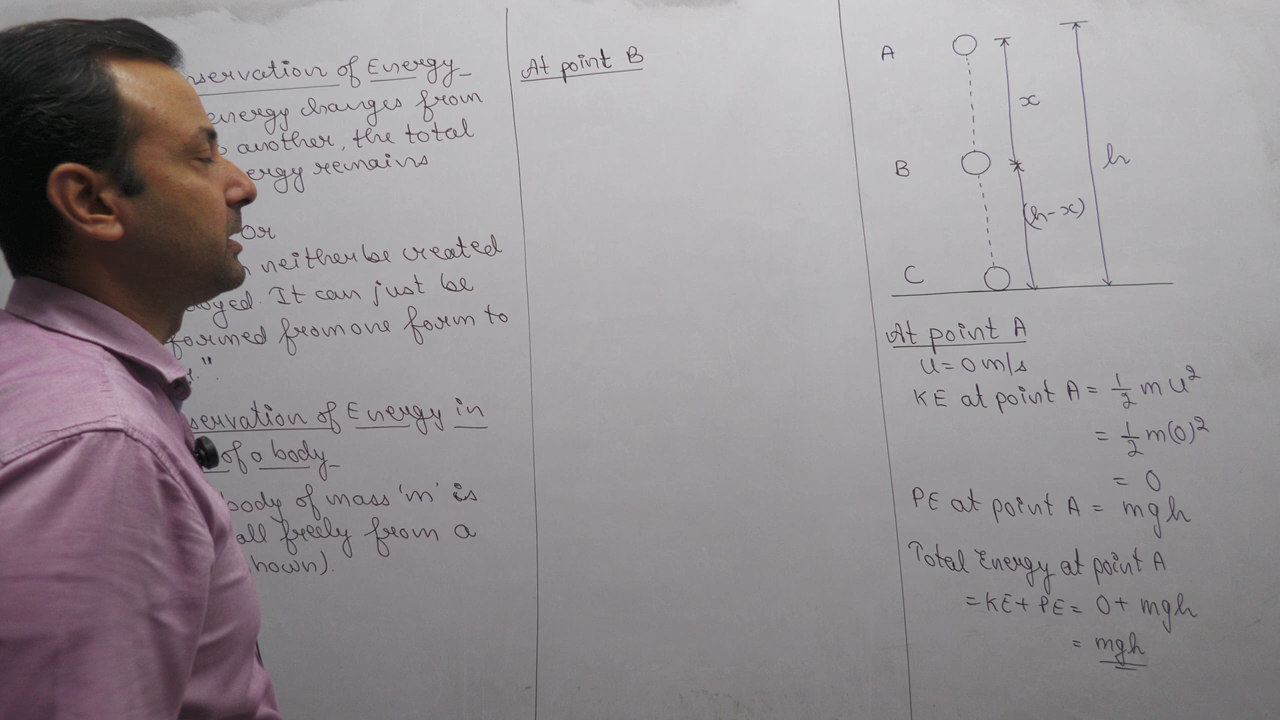 servation of Energy
energy changes from
another, the total
ergy remains
Or
neither be created
oyed. It can just be
formed from one form to
."
servation of Energy in
of a body
body of mass 'm' is
all freely from a
hown).
At point B
A
x
h
B
(h-x)
C
At point A
u = 0 m/s
KE at point A = 1/2 m u²
= 1/2 m(0)²
= 0
PE at point A = mgh
Total Energy at point A
= KE + PE = 0 + mgh
= mgh